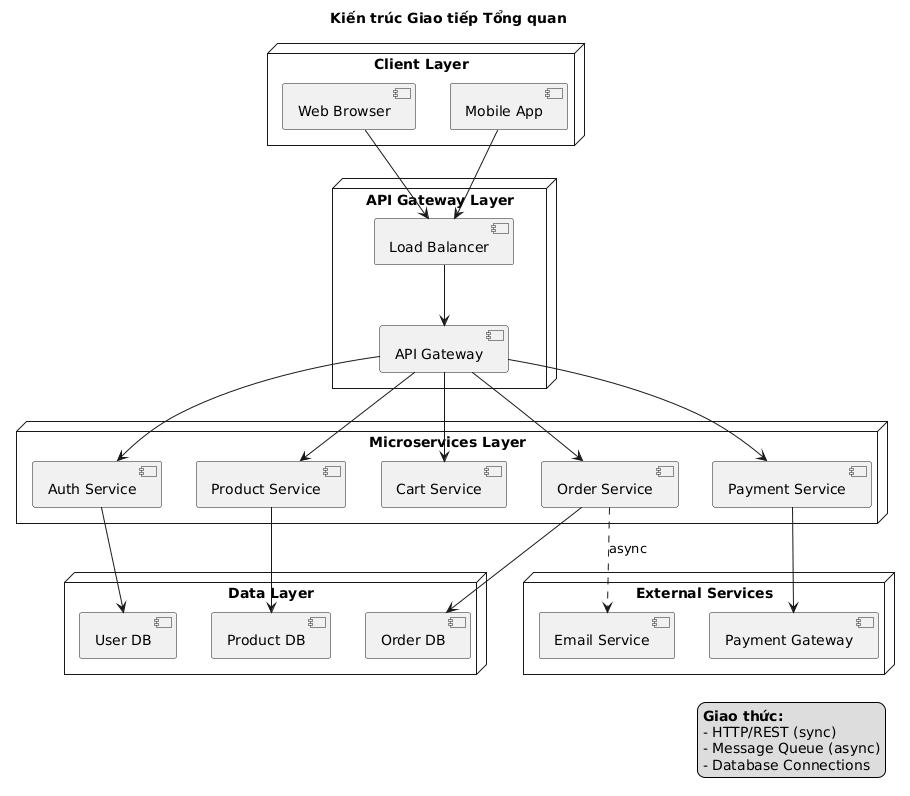 Kiến trúc Giao tiếp Tổng quan
Client Layer
Web Browser
Mobile App
API Gateway Layer
Load Balancer
API Gateway
Microservices Layer
Auth Service
Product Service
Cart Service
Order Service
Payment Service
async
Data Layer
External Services
User DB
Product DB
Order DB
Email Service
Payment Gateway
Giao thức:
- HTTP/REST (sync)
- Message Queue (async)
- Database Connections